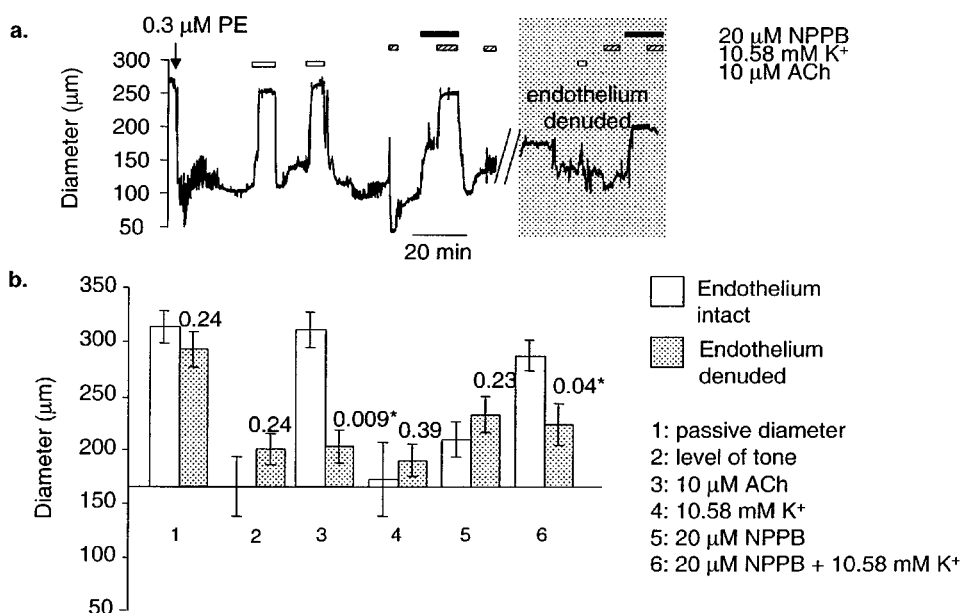 a.
0.3 μM PE
20 μM NPPB
10.58 mM K⁺
10 μM ACh
Diameter (μm)
300
250
200
150
100
50
endothelium
denuded
20 min
b.
Diameter (μm)
350
300
250
200
150
100
50
0.24
0.24
0.009*
0.39
0.23
0.04*
1 2 3 4 5 6
Endothelium
intact
Endothelium
denuded
1: passive diameter
2: level of tone
3: 10 μM ACh
4: 10.58 mM K⁺
5: 20 μM NPPB
6: 20 μM NPPB + 10.58 mM K⁺